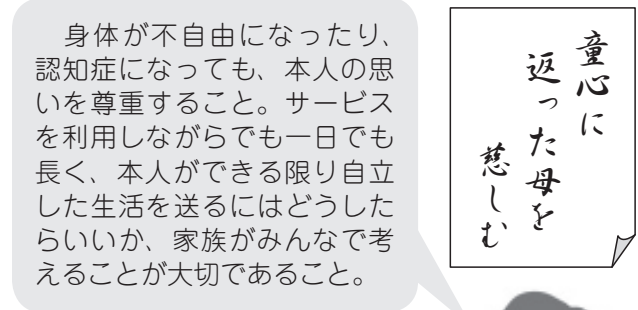 身体が不自由になったり、
認知症になっても、本人の思
いを尊重すること。サービス
を利用しながらでも一日でも
長く、本人ができる限り自立
した生活を送るにはどうした
らいいか、家族がみんなで考
えることが大切であること。
童心に
返った母を
慈しむ